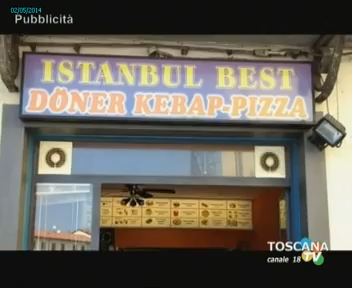 02/05/2014
Pubblicità
ISTANBUL BEST
DÖNER KEBAP-PIZZA
TOSCANA
TV
canale 18